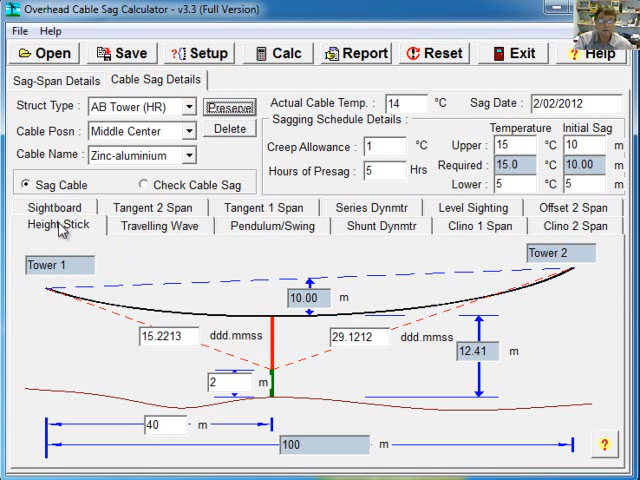 Overhead Cable Sag Calculator - v3.3 (Full Version)
File Help
Open Save Setup Calc Report Reset Exit Help
Sag-Span Details Cable Sag Details
Struct Type : AB Tower (HR) Preserve
Cable Posn : Middle Center Delete
Cable Name : Zinc-aluminium
Sag Cable Check Cable Sag
Actual Cable Temp. : 14 °C Sag Date : 2/02/2012
Sagging Schedule Details :
Temperature Initial Sag
Creep Allowance : 1 °C Upper : 15 °C 10 m
Hours of Presag : 5 Hrs Required : 15.0 °C 10.00 m
Lower : 5 °C 5 m
Sightboard Tangent 2 Span Tangent 1 Span Series Dynmtr Level Sighting Offset 2 Span
Height Stick Travelling Wave Pendulum/Swing Shunt Dynmtr Clino 1 Span Clino 2 Span
Tower 1 Tower 2
10.00 m
15.2213 ddd.mmss 29.1212 ddd.mmss
12.41 m
2 m
40 m
100 m
?